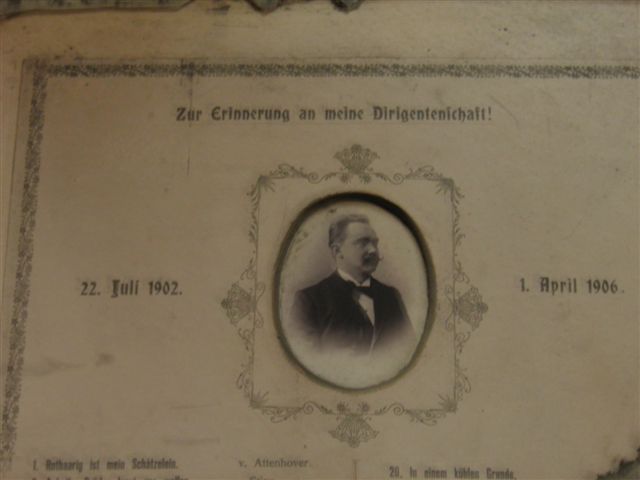 Zur Erinnerung an meine Dirigentenschaft!
22. Juli 1902.
1. April 1906.
1. Rothaarig ist mein Schätzelein.
v. Attenhover.
20. In einem kühlen Grunde.